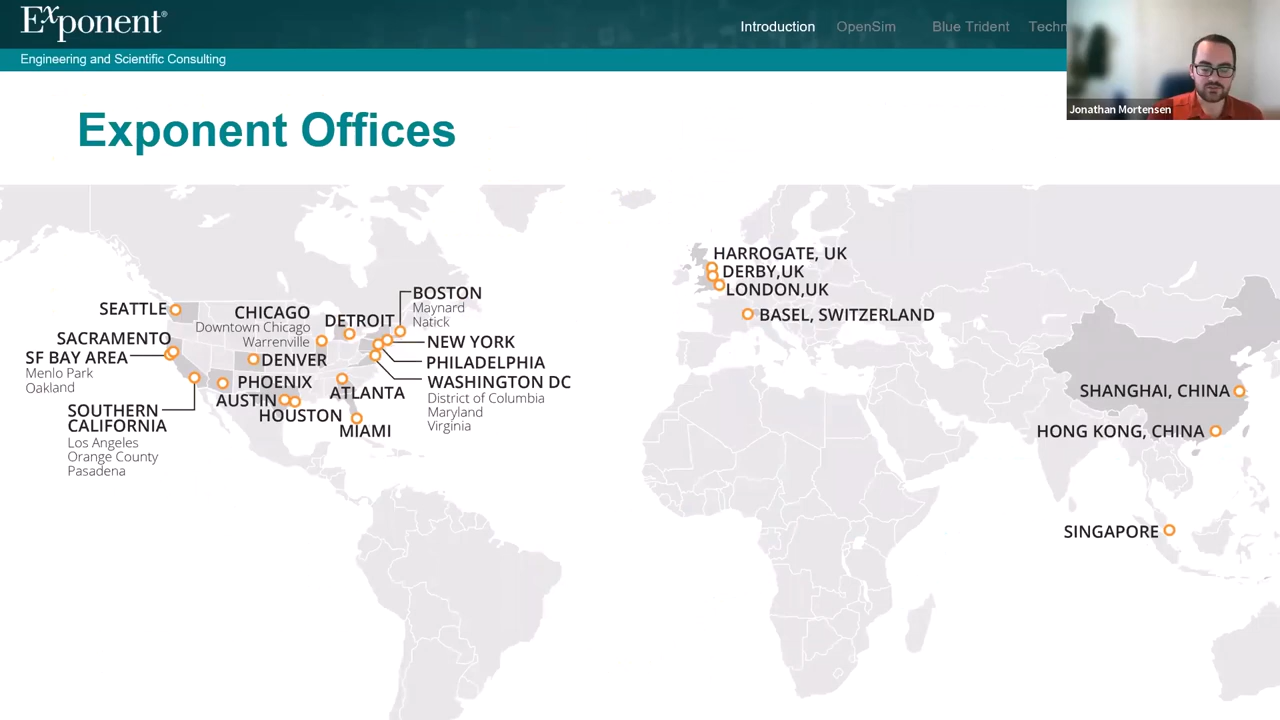 Exponent®
Introduction
OpenSim
Blue Trident
Techn
Engineering and Scientific Consulting
Jonathan Mortensen
Exponent Offices
SEATTLE
SACRAMENTO
SF BAY AREA
Menlo Park
Oakland
SOUTHERN
CALIFORNIA
Los Angeles
Orange County
Pasadena
CHICAGO
Downtown Chicago
Warrenville
DENVER
PHOENIX
AUSTIN
HOUSTON
DETROIT
ATLANTA
MIAMI
BOSTON
Maynard
Natick
NEW YORK
PHILADELPHIA
WASHINGTON DC
District of Columbia
Maryland
Virginia
HARROGATE, UK
DERBY,UK
LONDON,UK
BASEL, SWITZERLAND
SHANGHAI, CHINA
HONG KONG, CHINA
SINGAPORE